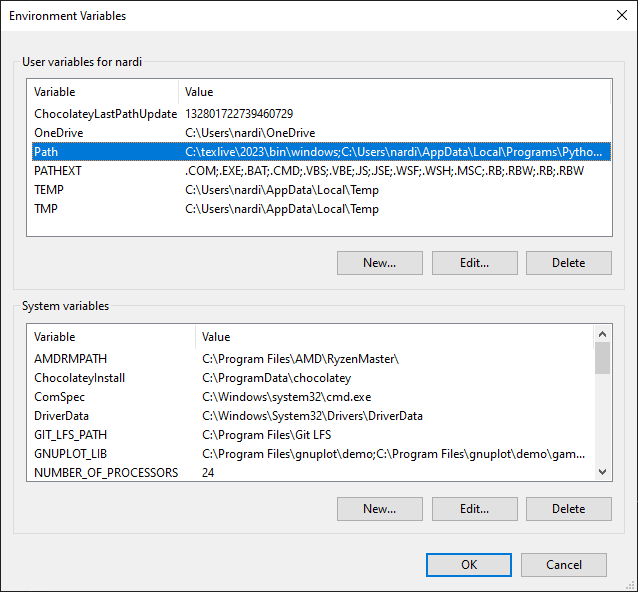 Environment Variables
User variables for nardi
Variable Value
ChocolateyLastPathUpdate 132801722739460729
OneDrive C:\Users\nardi\OneDrive
Path C:\texlive\2023\bin\windows;C:\Users\nardi\AppData\Local\Programs\Pytho...
PATHEXT .COM;.EXE;.BAT;.CMD;.VBS;.VBE;.JS;.JSE;.WSF;.WSH;.MSC;.RB;.RBW;.RB;.RBW
TEMP C:\Users\nardi\AppData\Local\Temp
TMP C:\Users\nardi\AppData\Local\Temp
New... Edit... Delete
System variables
Variable Value
AMDRMPATH C:\Program Files\AMD\RyzenMaster\
ChocolateyInstall C:\ProgramData\chocolatey
ComSpec C:\Windows\system32\cmd.exe
DriverData C:\Windows\System32\Drivers\DriverData
GIT_LFS_PATH C:\Program Files\Git LFS
GNUPLOT_LIB C:\Program Files\gnuplot\demo;C:\Program Files\gnuplot\demo\gam...
NUMBER_OF_PROCESSORS 24
New... Edit... Delete
OK Cancel